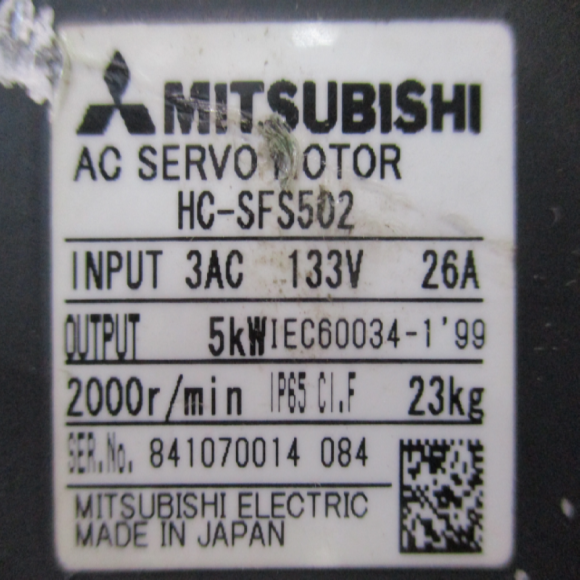 MITSUBISHI
AC SERVO MOTOR
HC-SFS502
INPUT 3AC 133V 26A
OUTPUT 5kW IEC60034-1'99
2000r/min IP65 Cl.F 23kg
SER.No. 841070014 084
MITSUBISHI ELECTRIC
MADE IN JAPAN